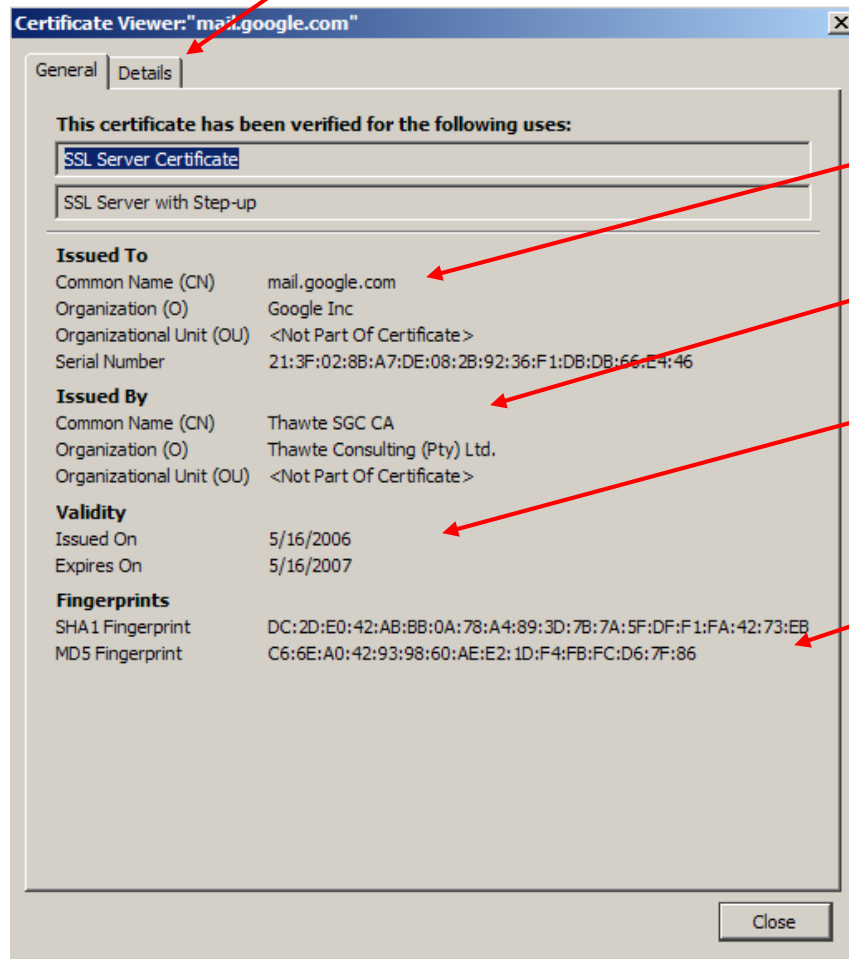 Certificate Viewer:"mail.google.com"
General Details
This certificate has been verified for the following uses:
SSL Server Certificate
SSL Server with Step-up
Issued To
Common Name (CN) mail.google.com
Organization (O) Google Inc
Organizational Unit (OU) <Not Part Of Certificate>
Serial Number 21:3F:02:8B:A7:DE:08:2B:92:36:F1:DB:DB:66:E4:46
Issued By
Common Name (CN) Thawte SGC CA
Organization (O) Thawte Consulting (Pty) Ltd.
Organizational Unit (OU) <Not Part Of Certificate>
Validity
Issued On 5/16/2006
Expires On 5/16/2007
Fingerprints
SHA1 Fingerprint DC:2D:E0:42:AB:BB:0A:78:A4:89:3D:7B:7A:5F:DF:F1:FA:42:73:EB
MD5 Fingerprint C6:6E:A0:42:93:98:60:AE:E2:1D:F4:FB:FC:D6:7F:86
Close